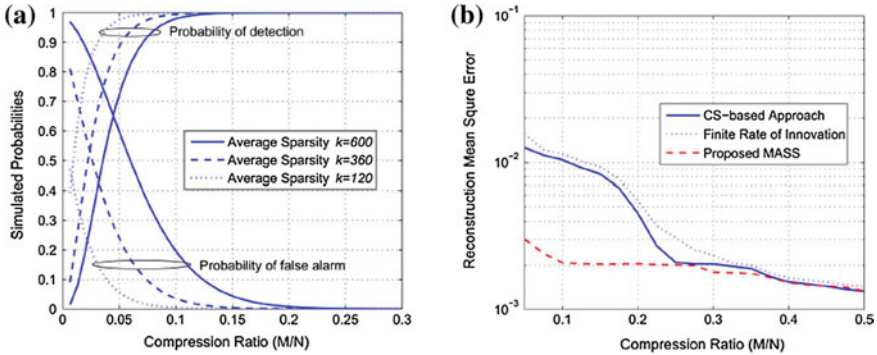 (a)
1
0.9
0.8
0.7
0.6
0.5
0.4
0.3
0.2
0.1
0
Simulated Probabilities
Probability of detection
Average Sparsity k=600
Average Sparsity k=360
Average Sparsity k=120
Probability of false alarm
0 0.05 0.1 0.15 0.2 0.25 0.3
Compression Ratio (M/N)
(b)
10^-1
10^-2
10^-3
Reconstruction Mean Squre Error
CS-based Approach
Finite Rate of Innovation
Proposed MASS
0.1 0.2 0.3 0.4 0.5
Compression Ratio (M/N)